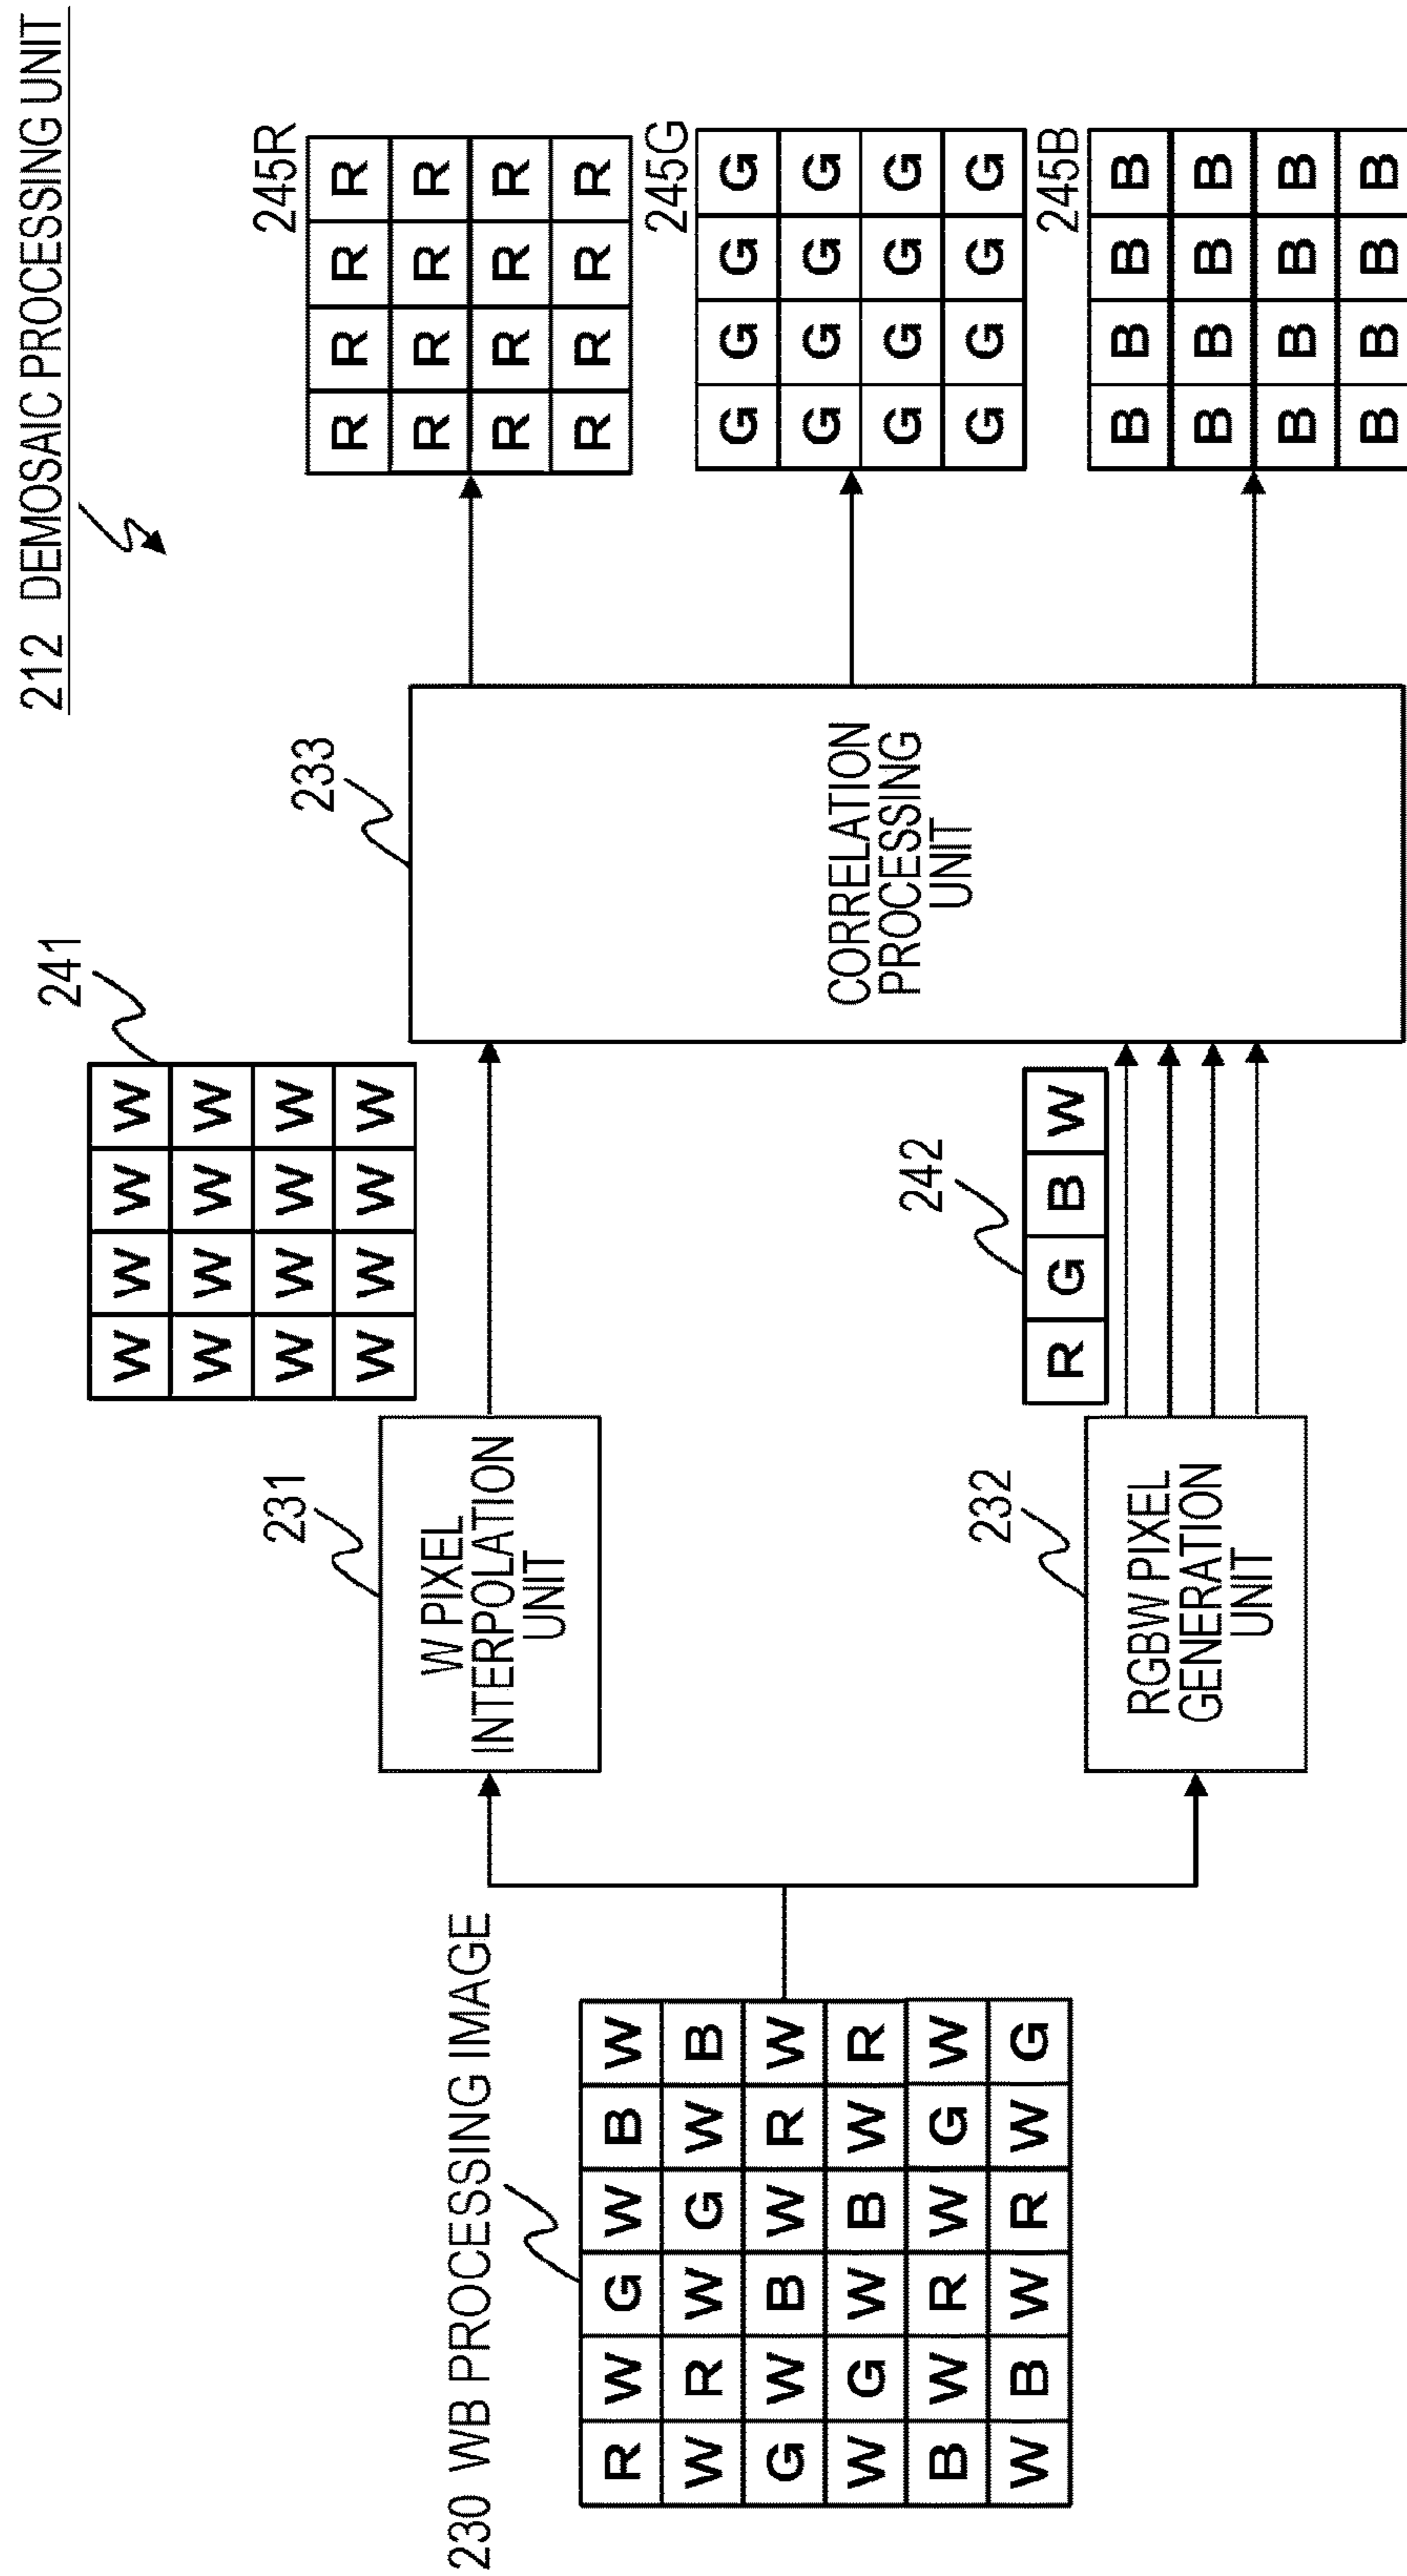 212 DEMOSAIC PROCESSING UNIT
230 WB PROCESSING IMAGE
R W G W B W
W R W G W B
G W B W R W
W G W B W R
B W R W G W
W B W R W G
231
W PIXEL
INTERPOLATION
UNIT
241
W W W W
W W W W
W W W W
W W W W
232
RGBW PIXEL
GENERATION
UNIT
242
R G B W
233
CORRELATION
PROCESSING
UNIT
245R
R R R R
R R R R
R R R R
R R R R
245G
G G G G
G G G G
G G G G
G G G G
245B
B B B B
B B B B
B B B B
B B B B